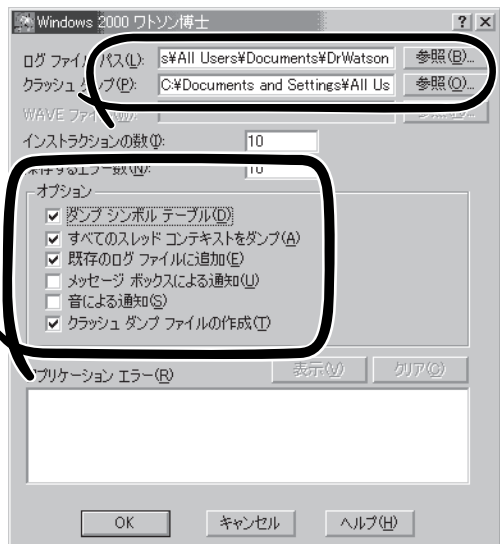 Windows 2000 ワトソン博士
ログ ファイル パス(L): s¥All Users¥Documents¥DrWatson 参照(B)...
クラッシュ ダンプ(P): C:¥Documents and Settings¥All Us 参照(O)...
WAVE ファイル(W): 参照(W)...
インストラクションの数(I): 10
保存するエラー数(N): 10
オプション
ダンプ シンボル テーブル(D)
すべてのスレッド コンテキストをダンプ(A)
既存のログ ファイルに追加(E)
メッセージ ボックスによる通知(U)
音による通知(S)
クラッシュ ダンプ ファイルの作成(T)
アプリケーション エラー(R) 表示(V) クリア(C)
OK キャンセル ヘルプ(H)